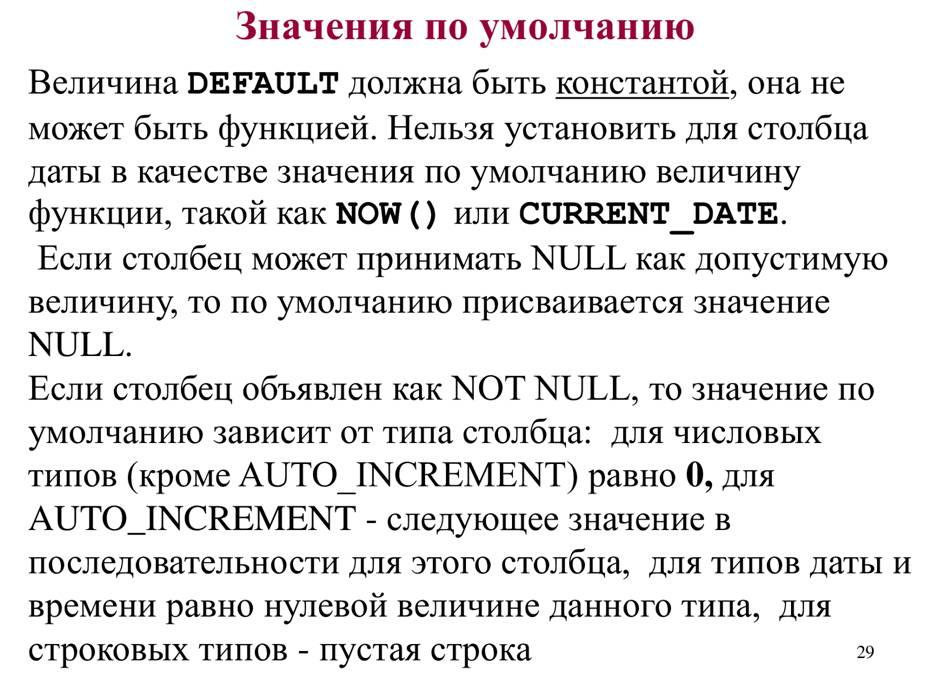 Значения по умолчанию
Величина DEFAULT должна быть константой, она не
может быть функцией. Нельзя установить для столбца
даты в качестве значения по умолчанию величину
функции, такой как NOW() или CURRENT_DATE.
Если столбец может принимать NULL как допустимую
величину, то по умолчанию присваивается значение
NULL.
Если столбец объявлен как NOT NULL, то значение по
умолчанию зависит от типа столбца: для числовых
типов (кроме AUTO_INCREMENT) равно 0, для
AUTO_INCREMENT - следующее значение в
последовательности для этого столбца, для типов даты и
времени равно нулевой величине данного типа, для
строковых типов - пустая строка
29